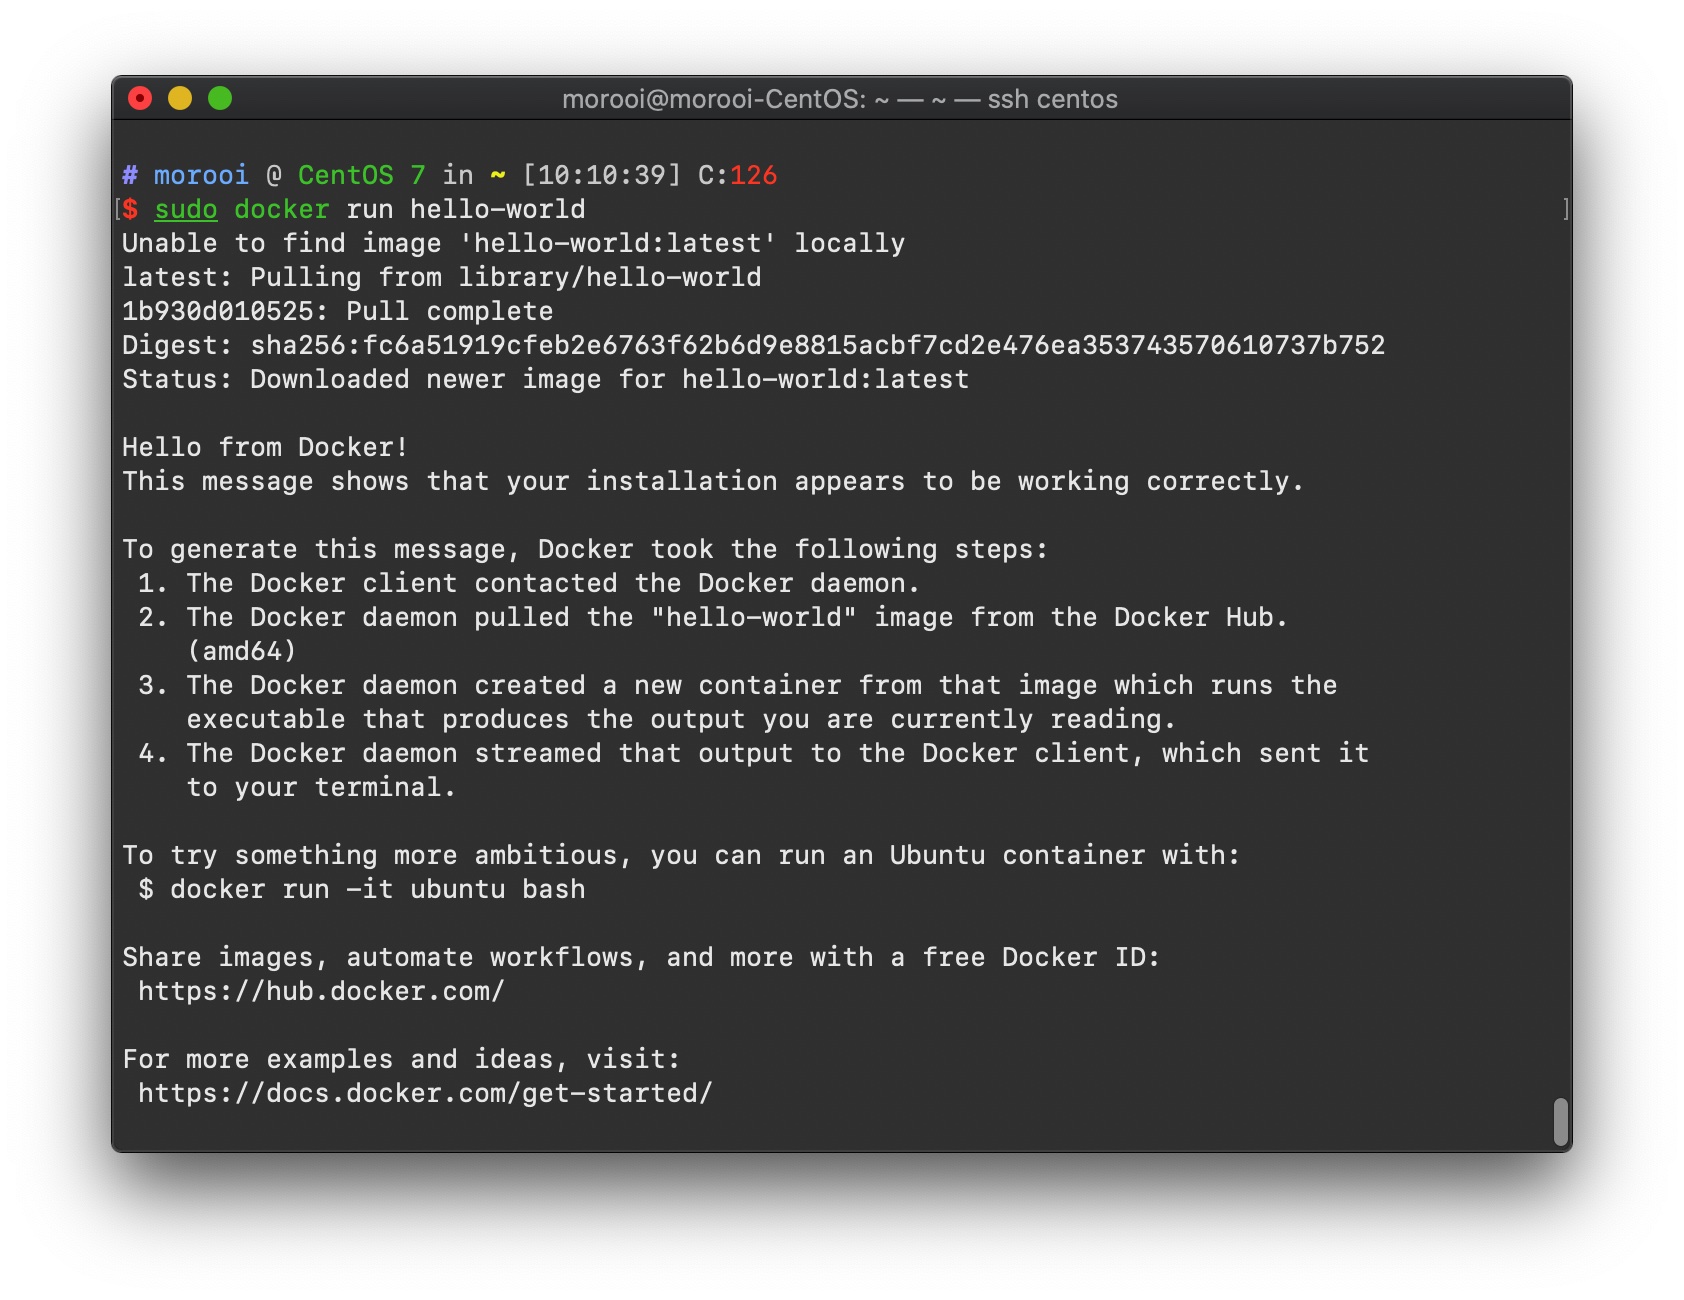 morooi@morooi-CentOS: ~ — ~ — ssh centos
# morooi @ CentOS 7 in ~ [10:10:39] C:126
[$ sudo docker run hello-world ]
Unable to find image 'hello-world:latest' locally
latest: Pulling from library/hello-world
1b930d010525: Pull complete
Digest: sha256:fc6a51919cfeb2e6763f62b6d9e8815acbf7cd2e476ea353743570610737b752
Status: Downloaded newer image for hello-world:latest

Hello from Docker!
This message shows that your installation appears to be working correctly.

To generate this message, Docker took the following steps:
 1. The Docker client contacted the Docker daemon.
 2. The Docker daemon pulled the "hello-world" image from the Docker Hub.
    (amd64)
 3. The Docker daemon created a new container from that image which runs the
    executable that produces the output you are currently reading.
 4. The Docker daemon streamed that output to the Docker client, which sent it
    to your terminal.

To try something more ambitious, you can run an Ubuntu container with:
 $ docker run -it ubuntu bash

Share images, automate workflows, and more with a free Docker ID:
 https://hub.docker.com/

For more examples and ideas, visit:
 https://docs.docker.com/get-started/